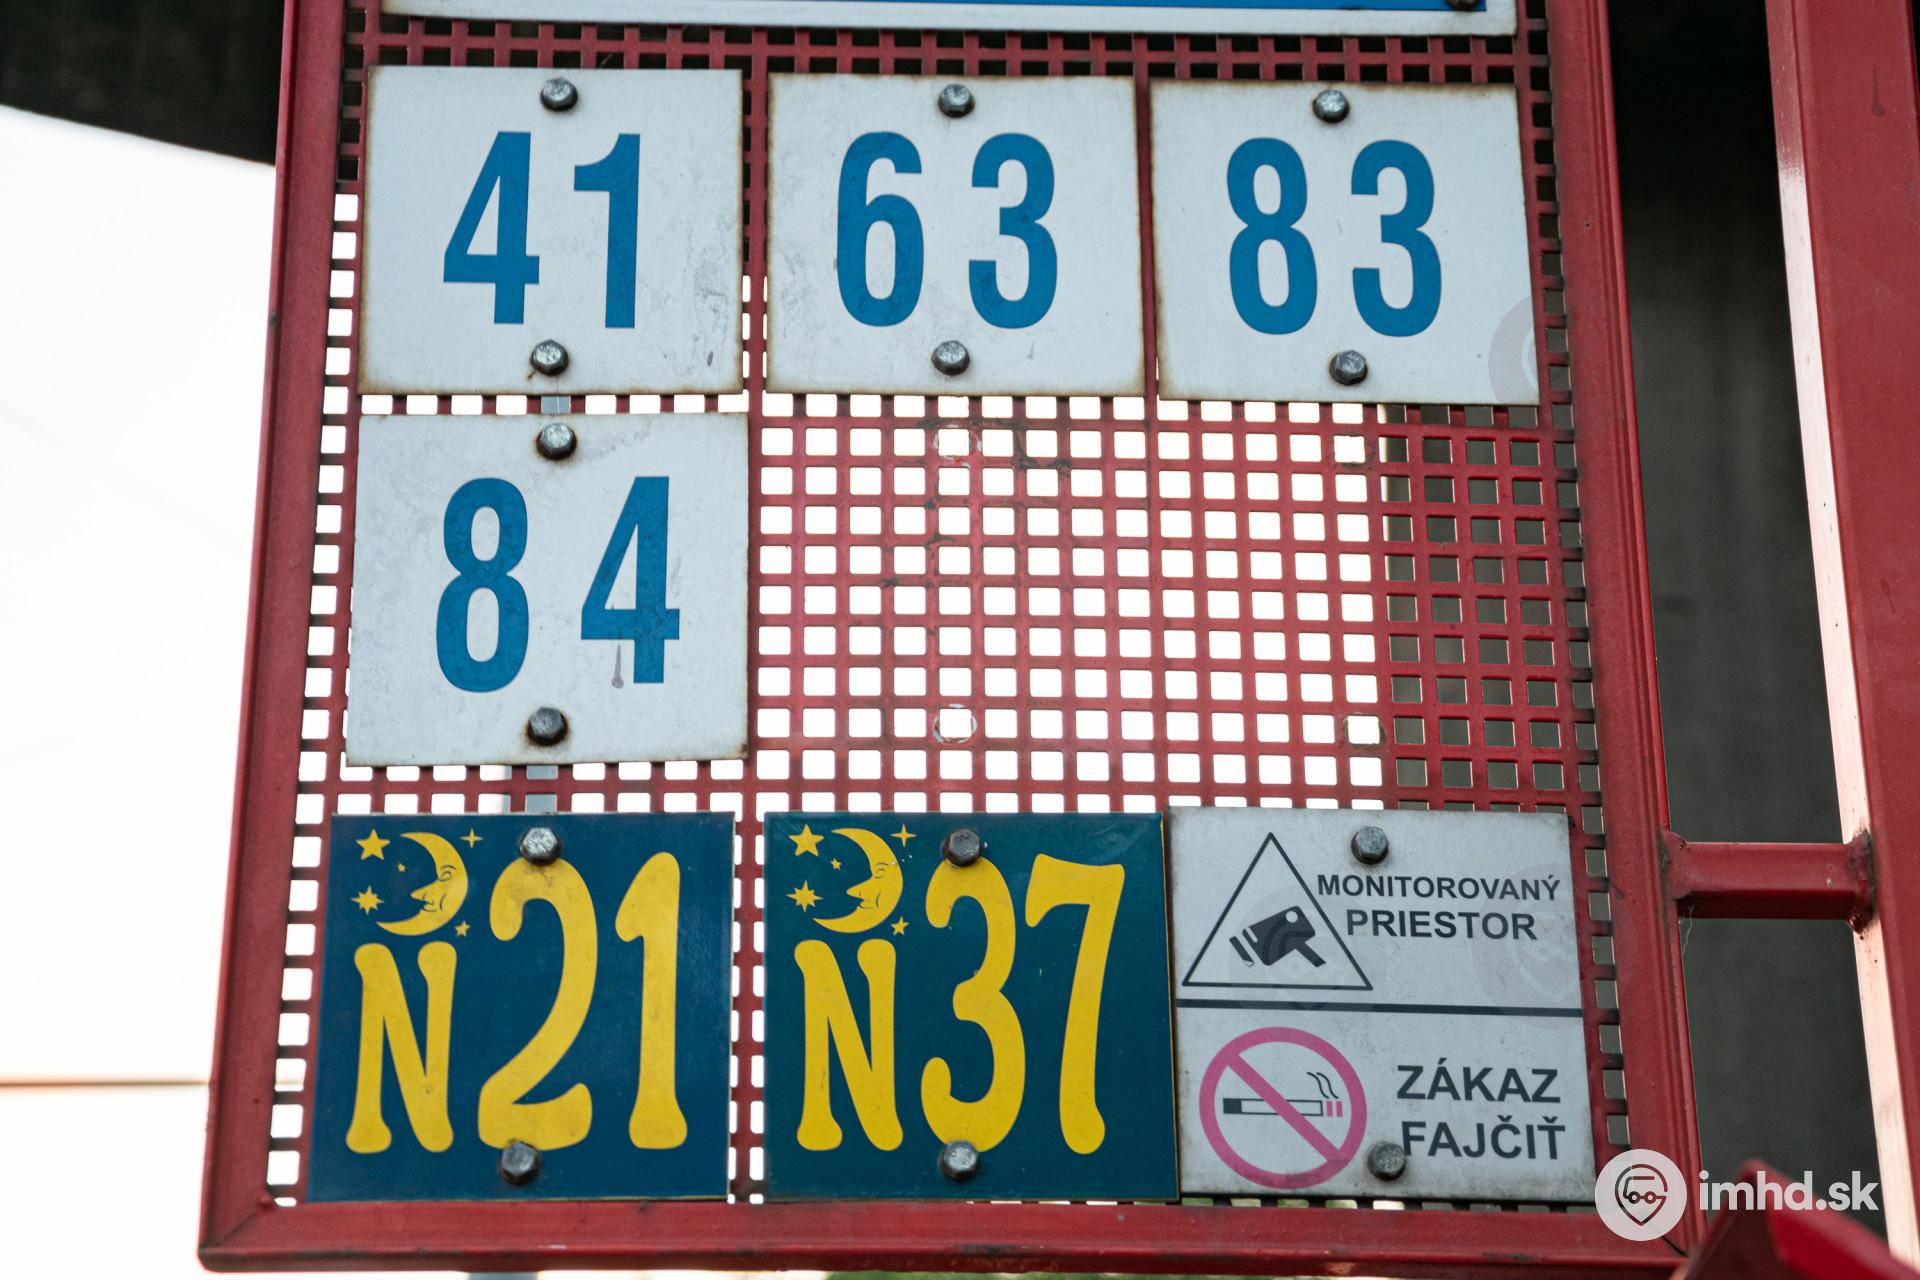 41 63 83
84
N21 N37
MONITOROVANÝ
PRIESTOR
ZÁKAZ
FAJČIŤ
imhd.sk